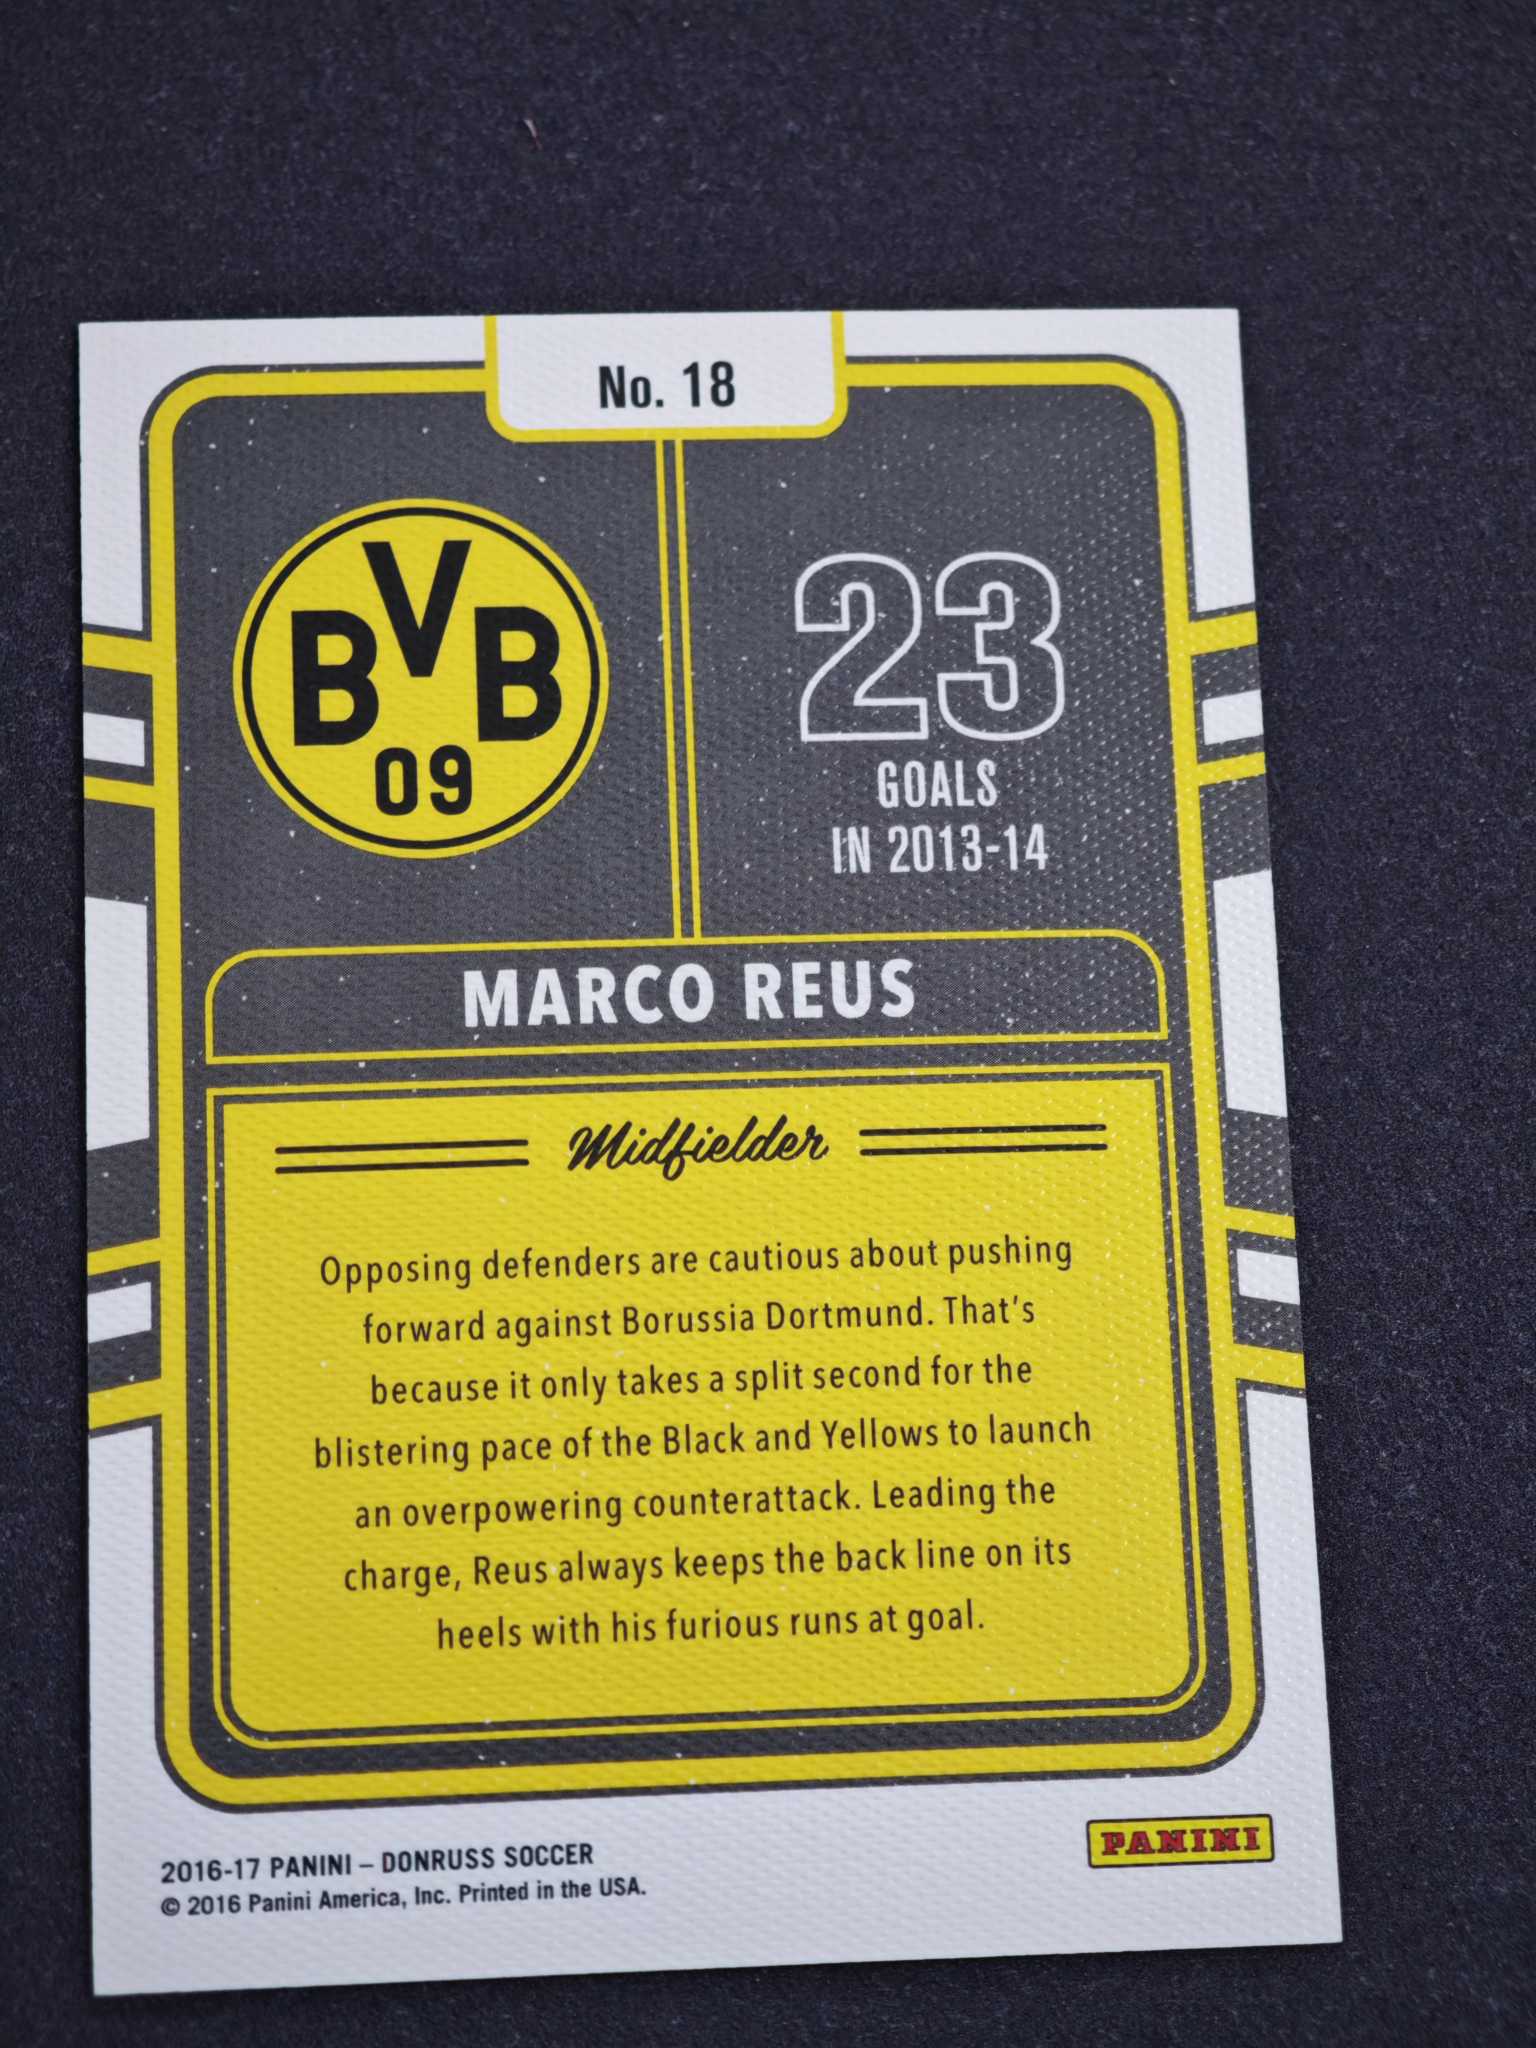 No. 18
BVB
09
23
GOALS
IN 2013-14
MARCO REUS
Midfielder
Opposing defenders are cautious about pushing
forward against Borussia Dortmund. That's
because it only takes a split second for the
blistering pace of the Black and Yellows to launch
an overpowering counterattack. Leading the
charge, Reus always keeps the back line on its
heels with his furious runs at goal.
2016-17 PANINI – DONRUSS SOCCER
© 2016 Panini America, Inc. Printed in the USA.
PANINI